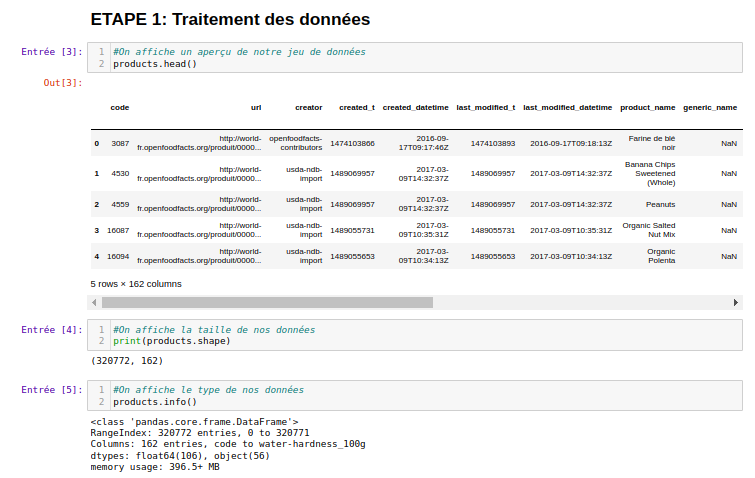 ETAPE 1: Traitement des données
Entrée [3]:
1 #On affiche un aperçu de notre jeu de données
2 products.head()
Out[3]:
code url creator created_t created_datetime last_modified_t last_modified_datetime product_name generic_name
0 3087 http://world-fr.openfoodfacts.org/produit/0000... openfoodfacts-contributors 1474103866 2016-09-17T09:17:46Z 1474103893 2016-09-17T09:18:13Z Farine de blé noir NaN
1 4530 http://world-fr.openfoodfacts.org/produit/0000... usda-ndb-import 1489069957 2017-03-09T14:32:37Z 1489069957 2017-03-09T14:32:37Z Banana Chips Sweetened (Whole) NaN
2 4559 http://world-fr.openfoodfacts.org/produit/0000... usda-ndb-import 1489069957 2017-03-09T14:32:37Z 1489069957 2017-03-09T14:32:37Z Peanuts NaN
3 16087 http://world-fr.openfoodfacts.org/produit/0000... usda-ndb-import 1489055731 2017-03-09T10:35:31Z 1489055731 2017-03-09T10:35:31Z Organic Salted Nut Mix NaN
4 16094 http://world-fr.openfoodfacts.org/produit/0000... usda-ndb-import 1489055653 2017-03-09T10:34:13Z 1489055653 2017-03-09T10:34:13Z Organic Polenta NaN
5 rows × 162 columns
Entrée [4]:
1 #On affiche la taille de nos données
2 print(products.shape)
(320772, 162)
Entrée [5]:
1 #On affiche le type de nos données
2 products.info()
<class 'pandas.core.frame.DataFrame'>
RangeIndex: 320772 entries, 0 to 320771
Columns: 162 entries, code to water-hardness_100g
dtypes: float64(106), object(56)
memory usage: 396.5+ MB